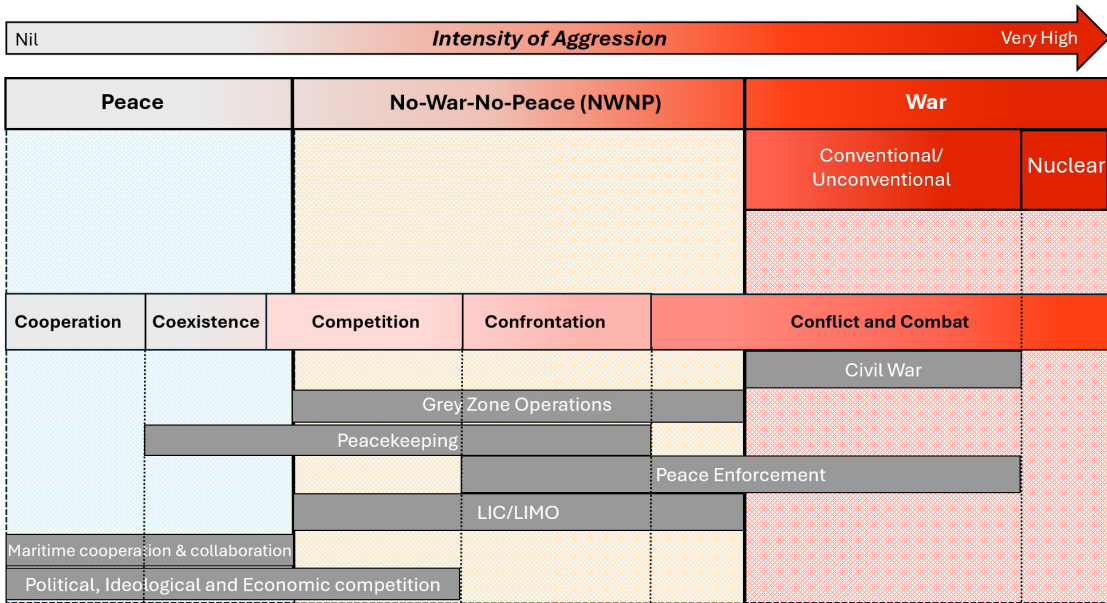 Nil
Intensity of Aggression
Very High
Peace
No-War-No-Peace (NWNP)
War
Conventional/
Unconventional
Nuclear
Cooperation
Coexistence
Competition
Confrontation
Conflict and Combat
Civil War
Grey Zone Operations
Peacekeeping
Peace Enforcement
LIC/LIMO
Maritime cooperation & collaboration
Political, Ideological and Economic competition